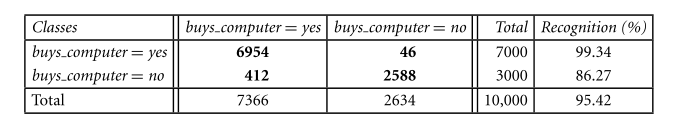 Classes buys_computer = yes buys_computer = no Total Recognition (%)
buys_computer = yes 6954 46 7000 99.34
buys_computer = no 412 2588 3000 86.27
Total 7366 2634 10,000 95.42